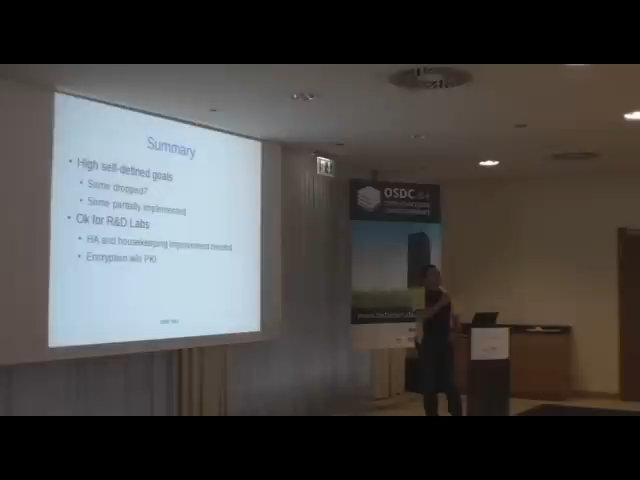 Summary
• High self-defined goals
• Some dropped?
• Some partially implemented
• Ok for R&D Labs
• HA and housekeeping improvement needed
• Encryption w/o PKI
OSDC